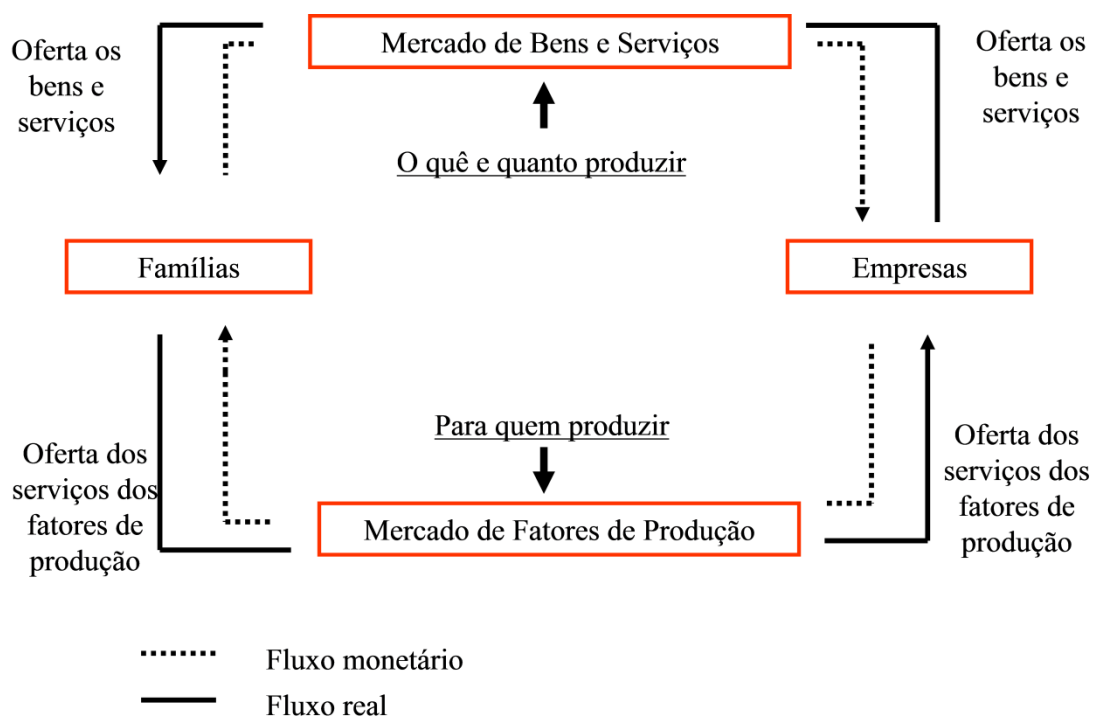 Mercado de Bens e Serviços
Oferta os
bens e
serviços
Oferta os
bens e
serviços
O quê e quanto produzir
Famílias
Empresas
Para quem produzir
Oferta dos
serviços dos
fatores de
produção
Oferta dos
serviços dos
fatores de
produção
Mercado de Fatores de Produção
Fluxo monetário
Fluxo real